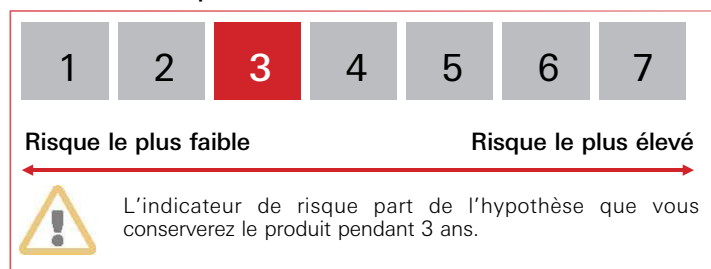 1 2 3 4 5 6 7
Risque le plus faible Risque le plus élevé
L'indicateur de risque part de l'hypothèse que vous
conserverez le produit pendant 3 ans.